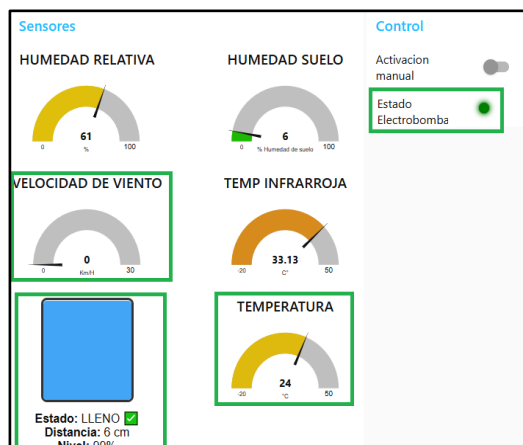 Sensores
HUMEDAD RELATIVA
61
%
0
100
HUMEDAD SUELO
6
% Humedad de suelo
0
100
VELOCIDAD DE VIENTO
0
Km/H
0
30
TEMP INFRARROJA
33.13
C°
-20
50
Estado: LLENO ✅
Distancia: 6 cm
Nivel: 99%
TEMPERATURA
24
°C
-20
50
Control
Activacion
manual
Estado
Electrobomba